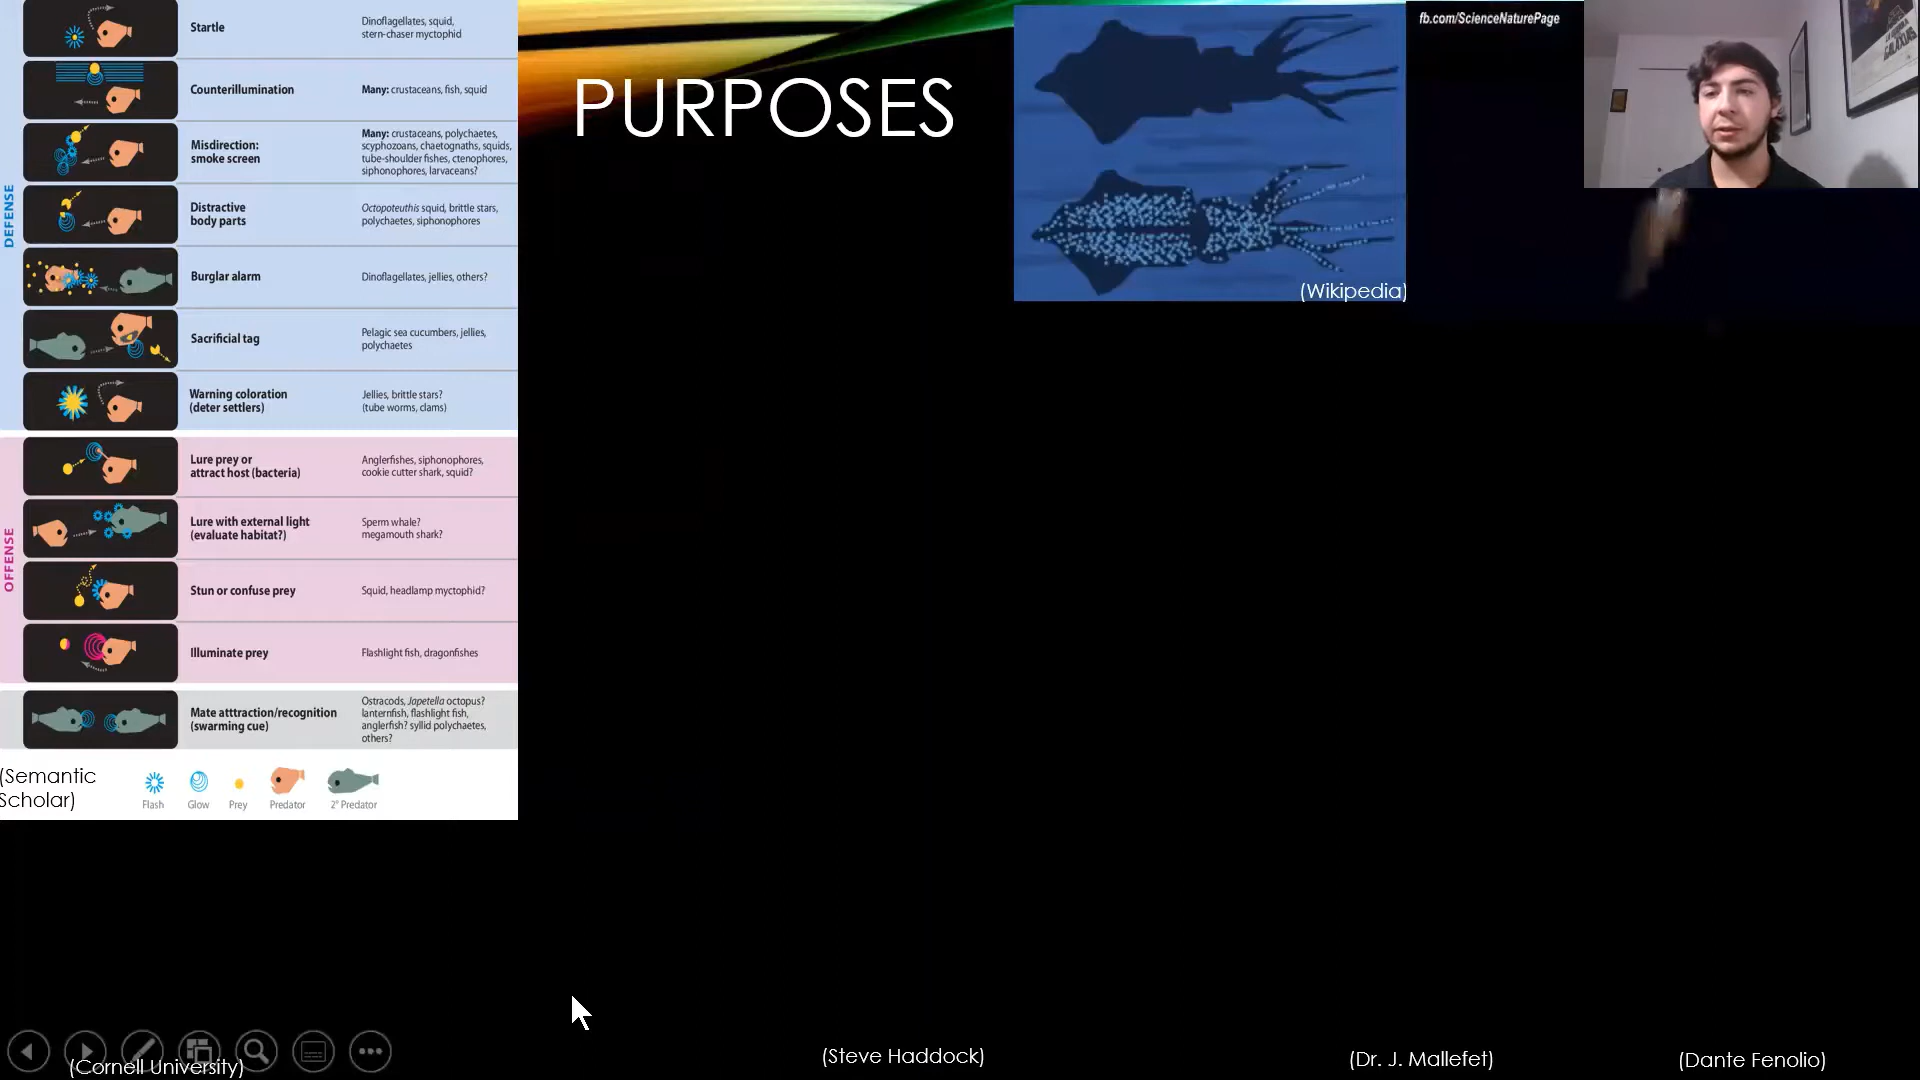 Startle
Dinoflagellates, squid,
stern-chaser myctophid
Counterillumination
Many: crustaceans, fish, squid
Misdirection:
smoke screen
Many: crustaceans, polychaetes,
scyphozoans, chaetognaths, squids,
tube-shoulder fishes, ctenophores,
siphonophores, larvaceans?
DEFENSE
Distractive
body parts
Octopoteuthis squid, brittle stars,
polychaetes, siphonophores
Burglar alarm
Dinoflagellates, jellies, others?
Sacrificial tag
Pelagic sea cucumbers, jellies,
polychaetes
Warning coloration
(deter settlers)
Jellies, brittle stars?
(tube worms, clams)
OFFENSE
Lure prey or
attract host (bacteria)
Anglerfishes, siphonophores,
cookie cutter shark, squid?
Lure with external light
(evaluate habitat?)
Sperm whale?
megamouth shark?
Stun or confuse prey
Squid, headlamp myctophid?
Illuminate prey
Flashlight fish, dragonfishes
Mate atttraction/recognition
(swarming cue)
Ostracods, Japetella octopus?
lanternfish, flashlight fish,
anglerfish? syllid polychaetes,
others?
(Semantic
Scholar)
Flash
Glow
Prey
Predator
2° Predator
PURPOSES
(Wikipedia)
fb.com/ScienceNaturePage
(Cornell University)
(Steve Haddock)
(Dr. J. Mallefet)
(Dante Fenolio)